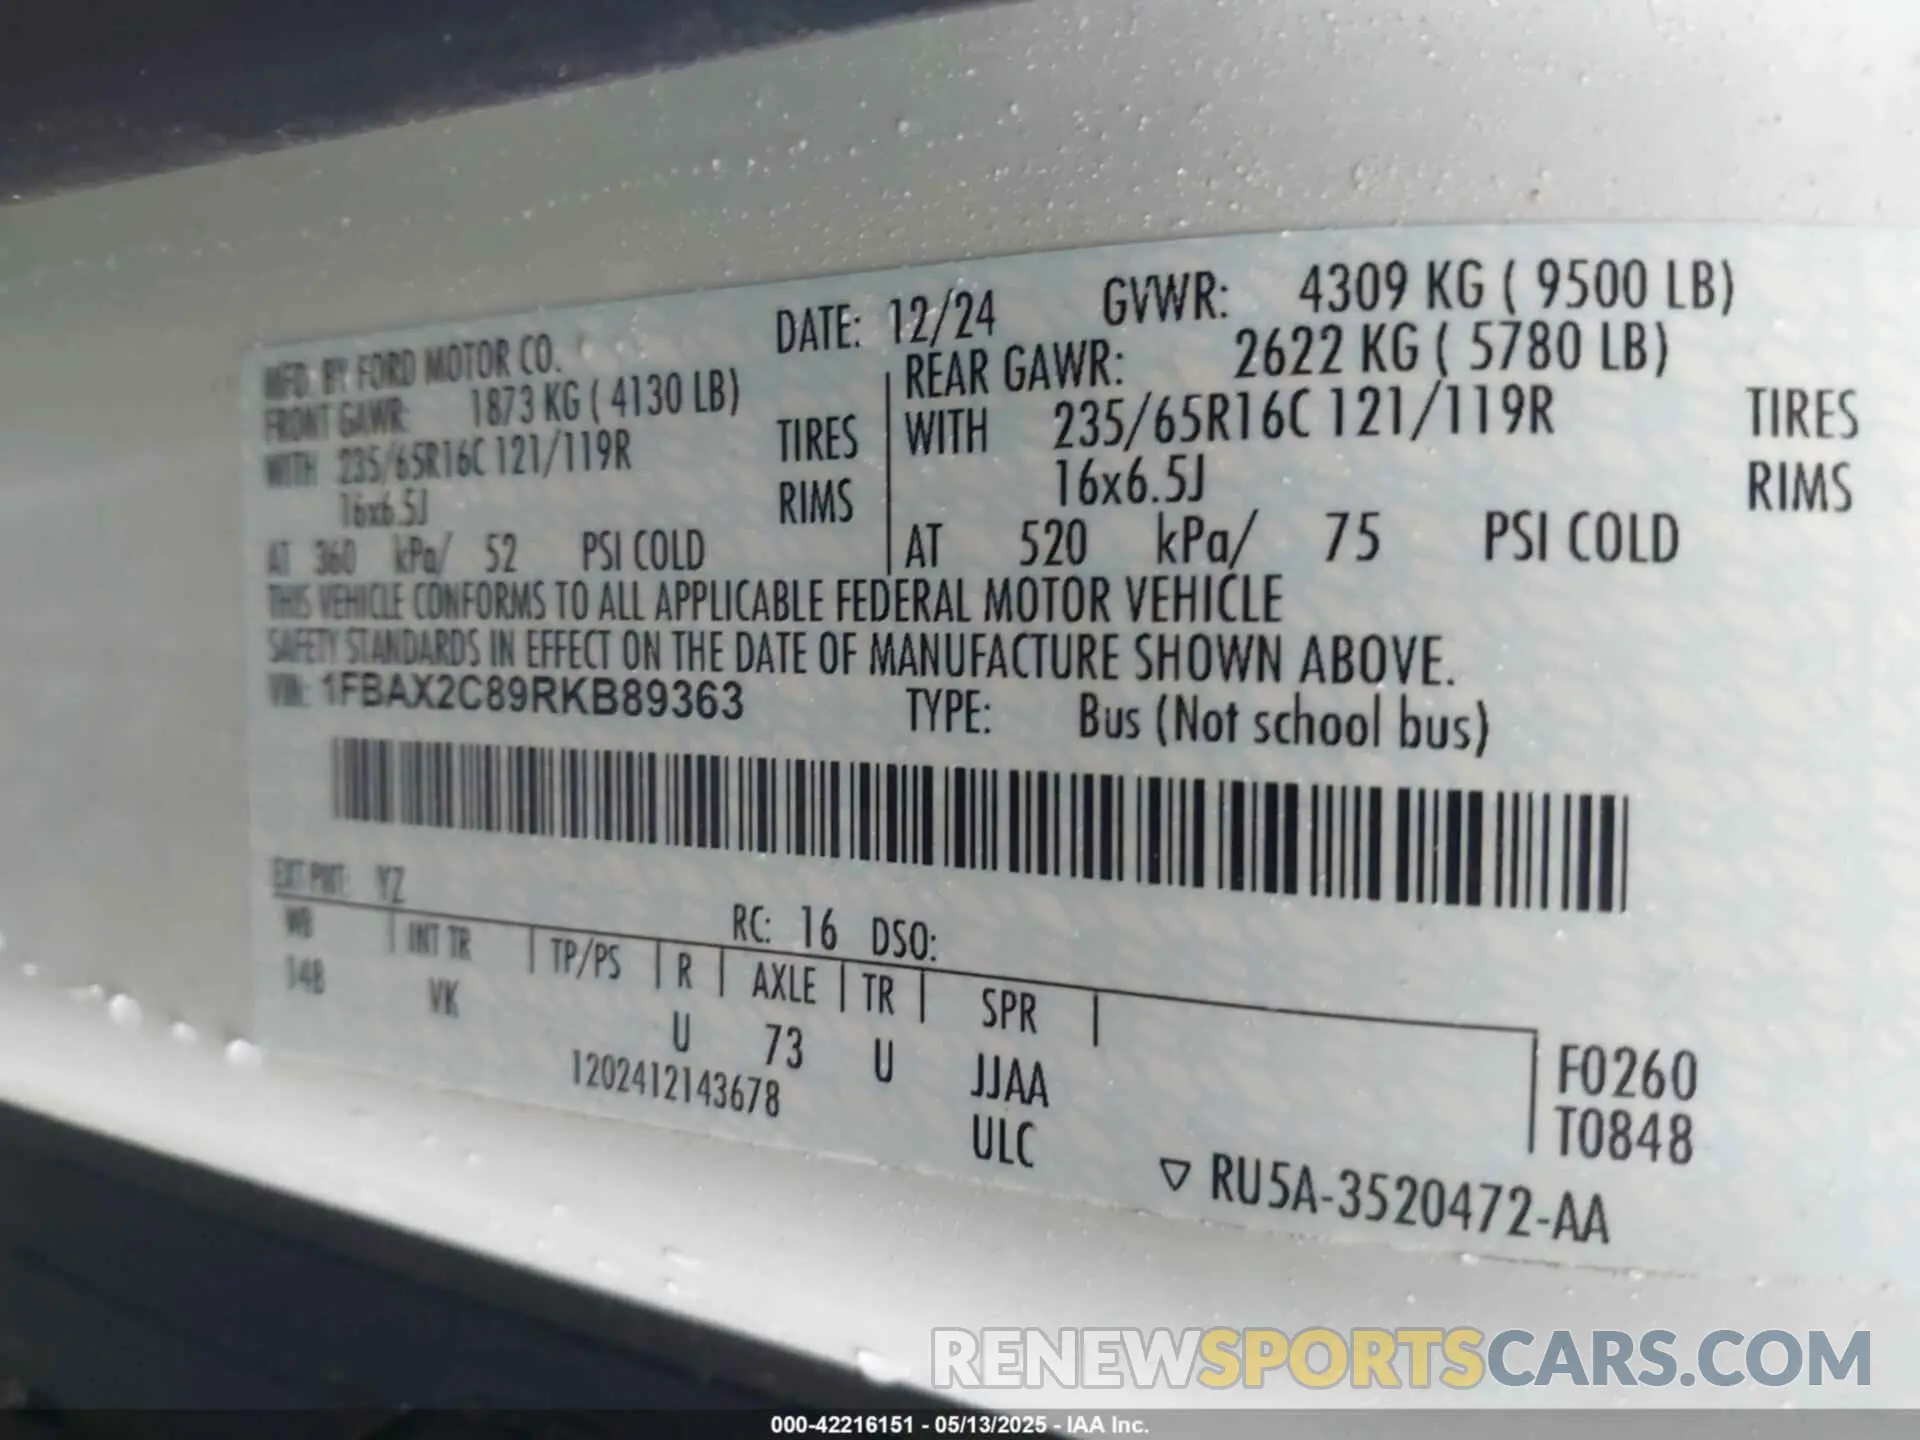 MFD. BY FORD MOTOR CO. DATE: 12/24 GVWR: 4309 KG ( 9500 LB)
FRONT GAWR: 1873 KG ( 4130 LB) REAR GAWR: 2622 KG ( 5780 LB)
WITH 235/65R16C 121/119R TIRES WITH 235/65R16C 121/119R TIRES
16x6.5J RIMS 16x6.5J RIMS
AT 360 kPa/ 52 PSI COLD AT 520 kPa/ 75 PSI COLD
THIS VEHICLE CONFORMS TO ALL APPLICABLE FEDERAL MOTOR VEHICLE
SAFETY STANDARDS IN EFFECT ON THE DATE OF MANUFACTURE SHOWN ABOVE.
VIN: 1FBAX2C89RKB89363 TYPE: Bus (Not school bus)
EXT PNT: YZ RC: 16 DSO:
WB INT TR TP/PS R AXLE TR SPR
148 VK U 73 U JJAA F0260
1202412143678 ULC T0848
▽ RU5A-3520472-AA
RENEWSPORTSCARS.COM
000-42216151 - 05/13/2025 - IAA Inc.